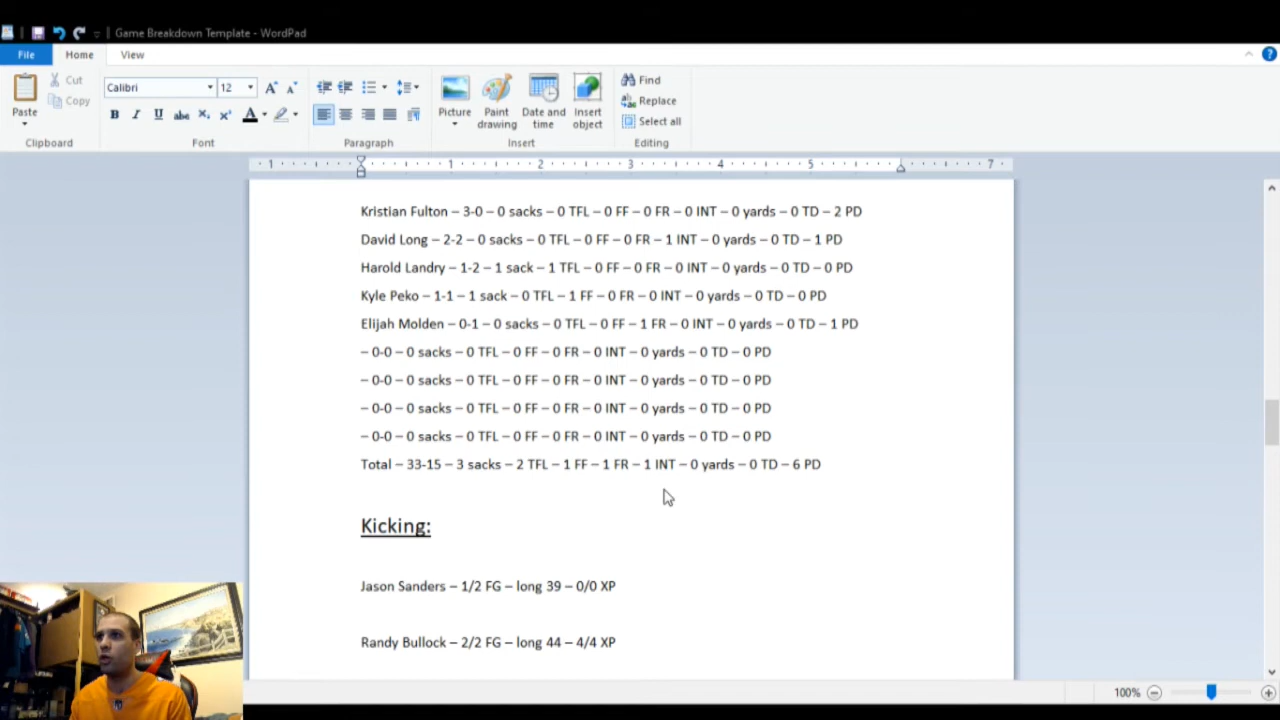 Game Breakdown Template - WordPad
File Home View
Paste Cut Copy Clipboard
Calibri 12 Font
Paragraph
Picture Paint drawing Date and time Insert object Insert
Find Replace Select all Editing
1 1 2 3 4 5 7
Kristian Fulton – 3-0 – 0 sacks – 0 TFL – 0 FF – 0 FR – 0 INT – 0 yards – 0 TD – 2 PD
David Long – 2-2 – 0 sacks – 0 TFL – 0 FF – 0 FR – 1 INT – 0 yards – 0 TD – 1 PD
Harold Landry – 1-2 – 1 sack – 1 TFL – 0 FF – 0 FR – 0 INT – 0 yards – 0 TD – 0 PD
Kyle Peko – 1-1 – 1 sack – 0 TFL – 1 FF – 0 FR – 0 INT – 0 yards – 0 TD – 0 PD
Elijah Molden – 0-1 – 0 sacks – 0 TFL – 0 FF – 1 FR – 0 INT – 0 yards – 0 TD – 1 PD
– 0-0 – 0 sacks – 0 TFL – 0 FF – 0 FR – 0 INT – 0 yards – 0 TD – 0 PD
– 0-0 – 0 sacks – 0 TFL – 0 FF – 0 FR – 0 INT – 0 yards – 0 TD – 0 PD
– 0-0 – 0 sacks – 0 TFL – 0 FF – 0 FR – 0 INT – 0 yards – 0 TD – 0 PD
– 0-0 – 0 sacks – 0 TFL – 0 FF – 0 FR – 0 INT – 0 yards – 0 TD – 0 PD
Total – 33-15 – 3 sacks – 2 TFL – 1 FF – 1 FR – 1 INT – 0 yards – 0 TD – 6 PD
Kicking:
Jason Sanders – 1/2 FG – long 39 – 0/0 XP
Randy Bullock – 2/2 FG – long 44 – 4/4 XP
100%